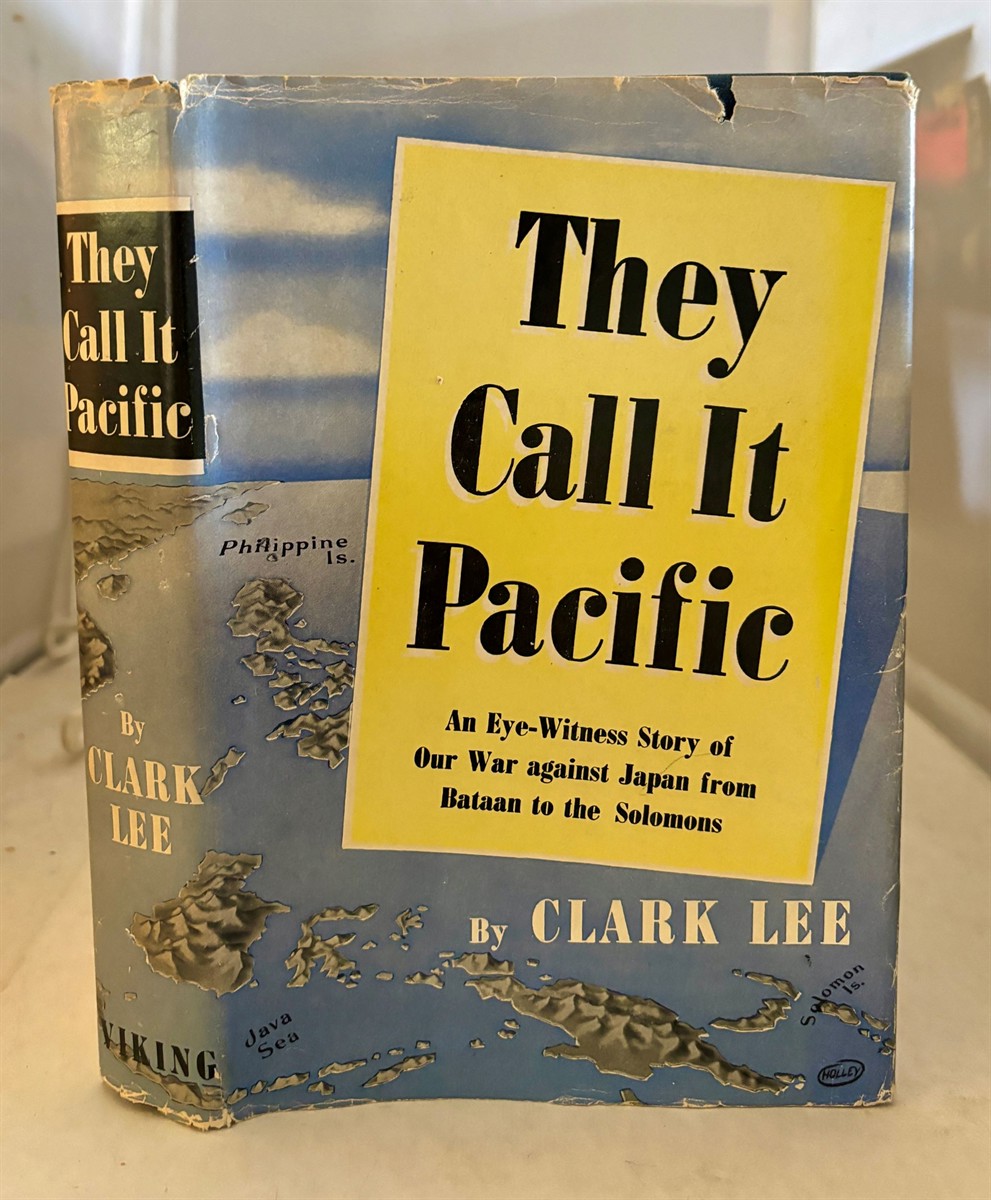 They
Call It
Pacific
By
CLARK
LEE
VIKING
They
Call It
Pacific
An Eye-Witness Story of
Our War against Japan from
Bataan to the Solomons
By CLARK LEE
Philippine
Is.
Java
Sea
Solomon
Is.
HOLLEY